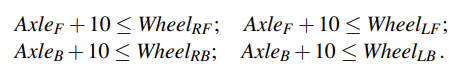 Axle_F + 10 ≤ Wheel_RF; Axle_F + 10 ≤ Wheel_LF;
Axle_B + 10 ≤ Wheel_RB; Axle_B + 10 ≤ Wheel_LB.